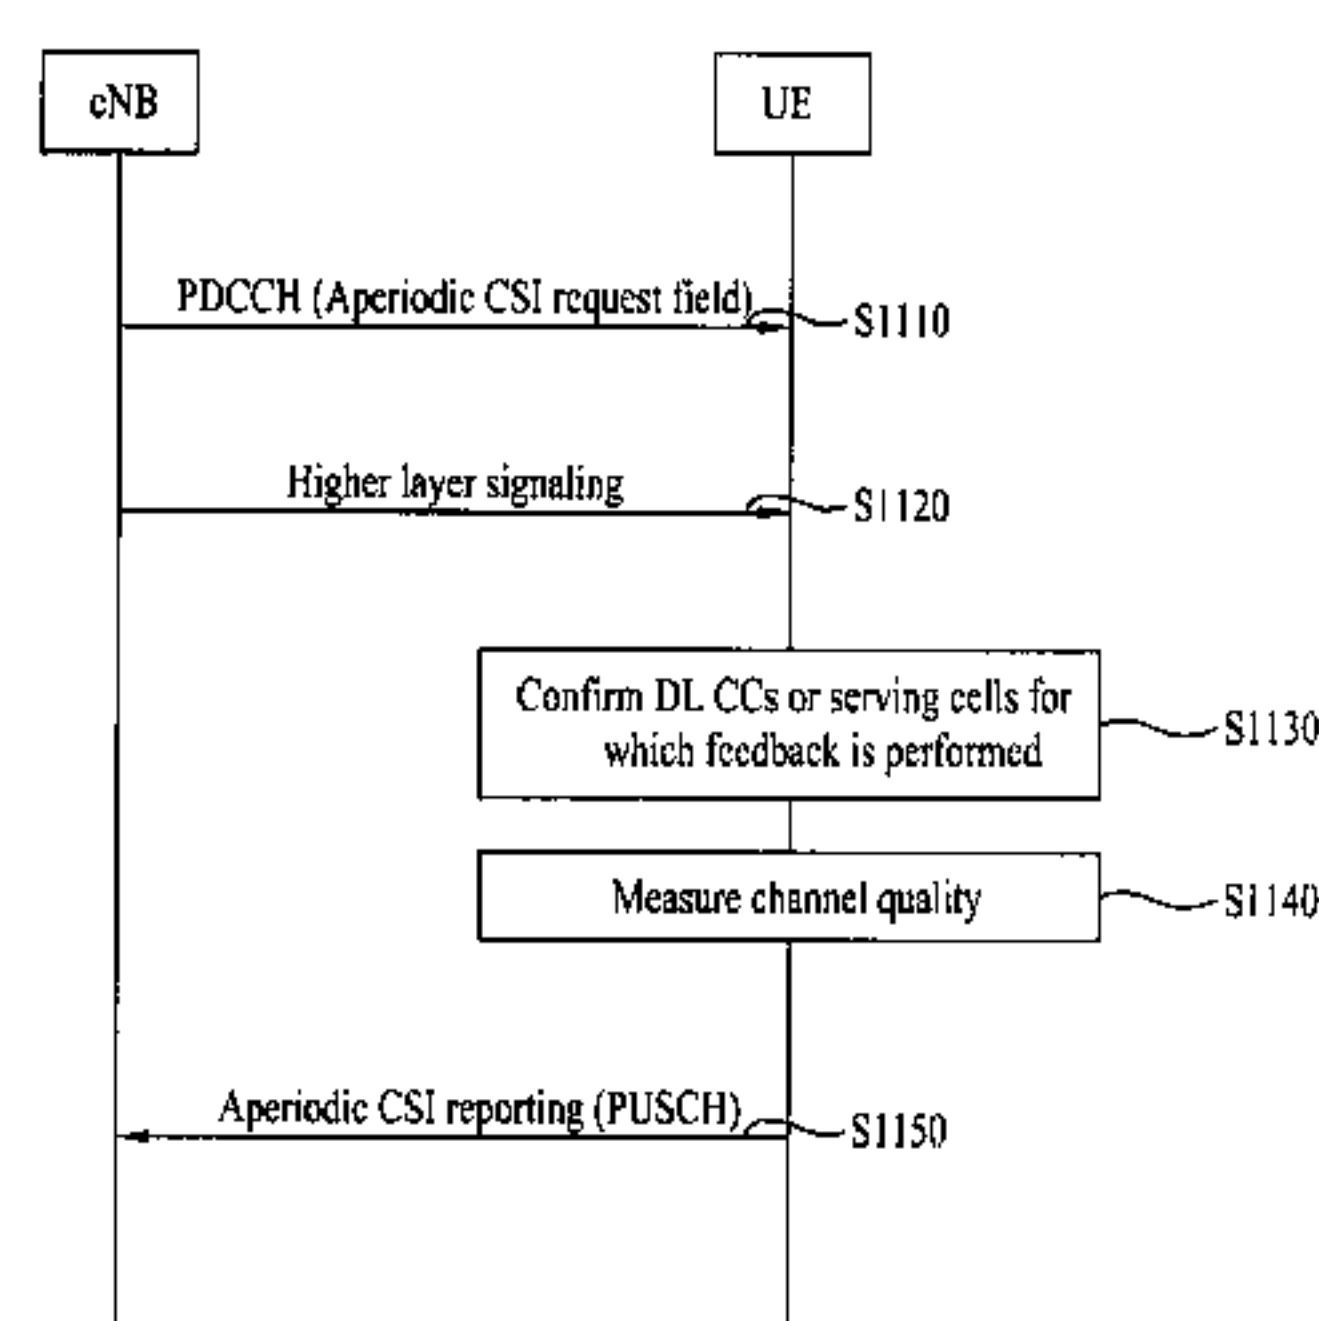 eNB
UE
PDCCH (Aperiodic CSI request field)
S1110
Higher layer signaling
S1120
Confirm DL CCs or serving cells for
which feedback is performed
S1130
Measure channel quality
S1140
Aperiodic CSI reporting (PUSCH)
S1150